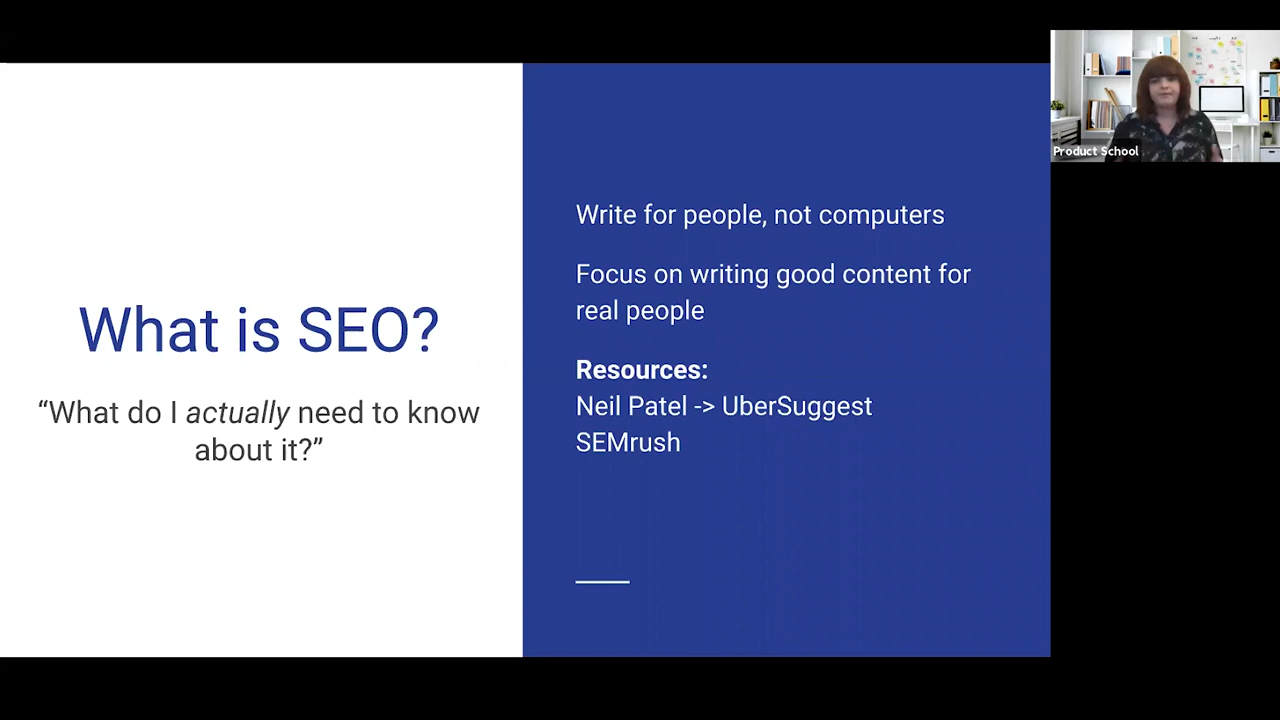 What is SEO?
“What do I actually need to know
about it?”
Write for people, not computers
Focus on writing good content for
real people
Resources:
Neil Patel -> UberSuggest
SEMrush
Product School